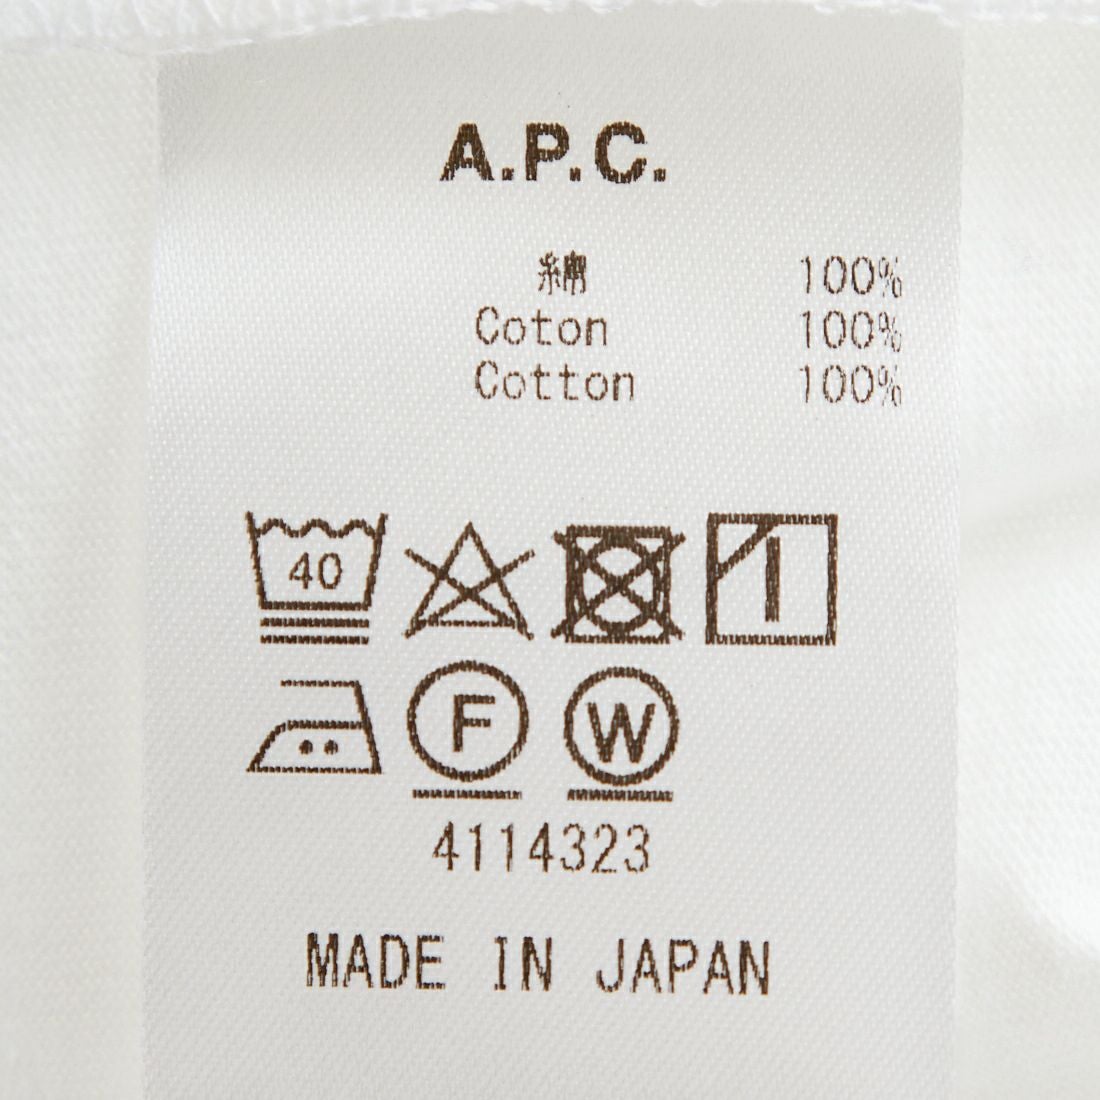 A.P.C.
綿 100%
Coton 100%
Cotton 100%
40
F W
4114323
MADE IN JAPAN